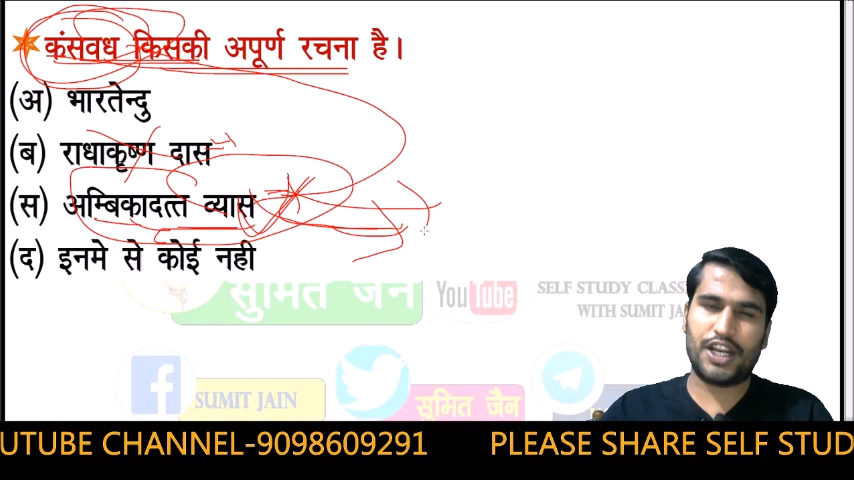 कंसवध किसकी अपूर्ण रचना है।
(अ) भारतेन्दु
(ब) राधाकृष्ण दास
(स) अम्बिकादत्त व्यास
(द) इनमे से कोई नही
सुमित जैन
YouTube
SELF STUDY CLASS
WITH SUMIT JAIN
SUMIT JAIN
सुमित जैन
UTUBE CHANNEL-9098609291 PLEASE SHARE SELF STUD